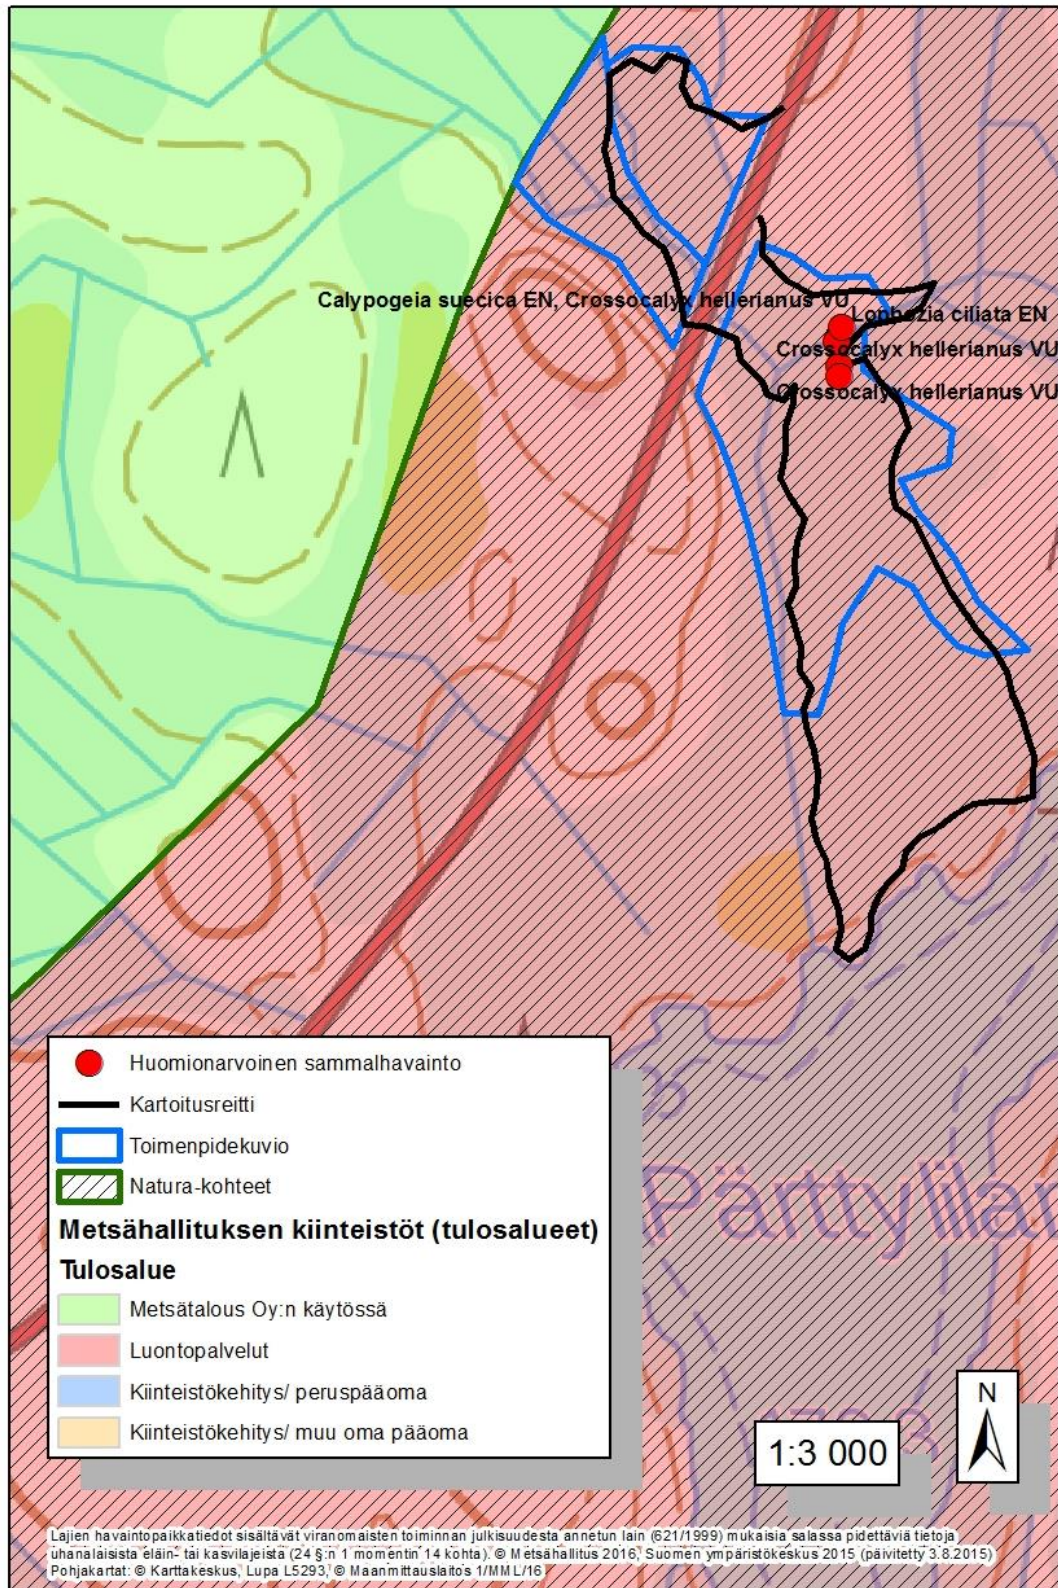 Calypogeia suecica EN, Crossocalyx hellerianus VU
Lophozia ciliata EN
Crossocalyx hellerianus VU
Crossocalyx hellerianus VU
Huomionarvoinen sammalhavainto
Kartoitusreitti
Toimenpidekuvio
Natura-kohteet
Metsähallituksen kiinteistöt (tulosalueet)
Tulosalue
Metsätalous Oy:n käytössä
Luontopalvelut
Kiinteistökehitys/ peruspääoma
Kiinteistökehitys/ muu oma pääoma
N
1:3 000
Lajien havaintopaikkatiedot sisältävät viranomaisten toiminnan julkisuudesta annetun lain (621/1999) mukaisia salassa pidettäviä tietoja
uhanalaisista eläin- tai kasvilajeista (24 §:n 1 momentin 14 kohta). © Metsähallitus 2016, Suomen ympäristökeskus 2015 (päivitetty 3.8.2015)
Pohjakartat: © Karttakeskus, Lupa L5293, © Maanmittauslaitos 1/MML/16